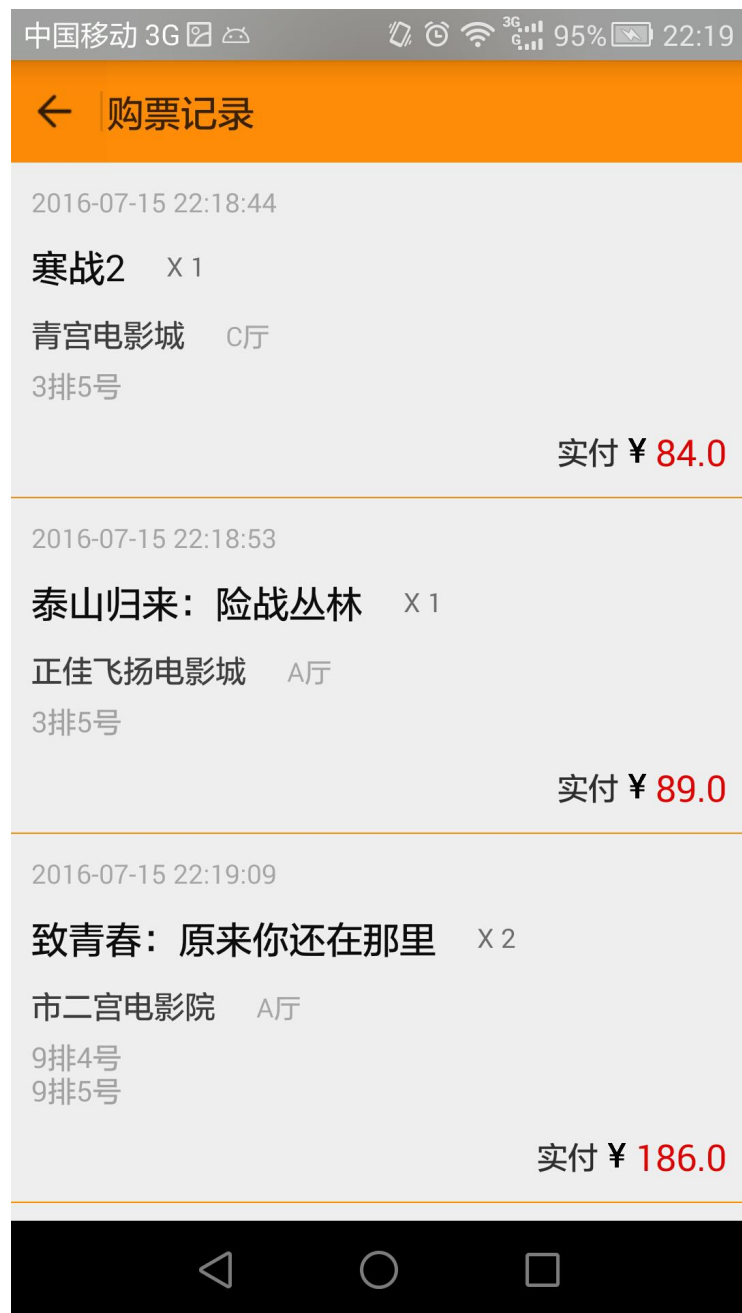 中国移动 3G 95% 22:19
3G
G
购票记录
2016-07-15 22:18:44
寒战2 X 1
青宫电影城 C厅
3排5号
实付 ¥ 84.0
2016-07-15 22:18:53
泰山归来：险战丛林 X 1
正佳飞扬电影城 A厅
3排5号
实付 ¥ 89.0
2016-07-15 22:19:09
致青春：原来你还在那里 X 2
市二宫电影院 A厅
9排4号
9排5号
实付 ¥ 186.0